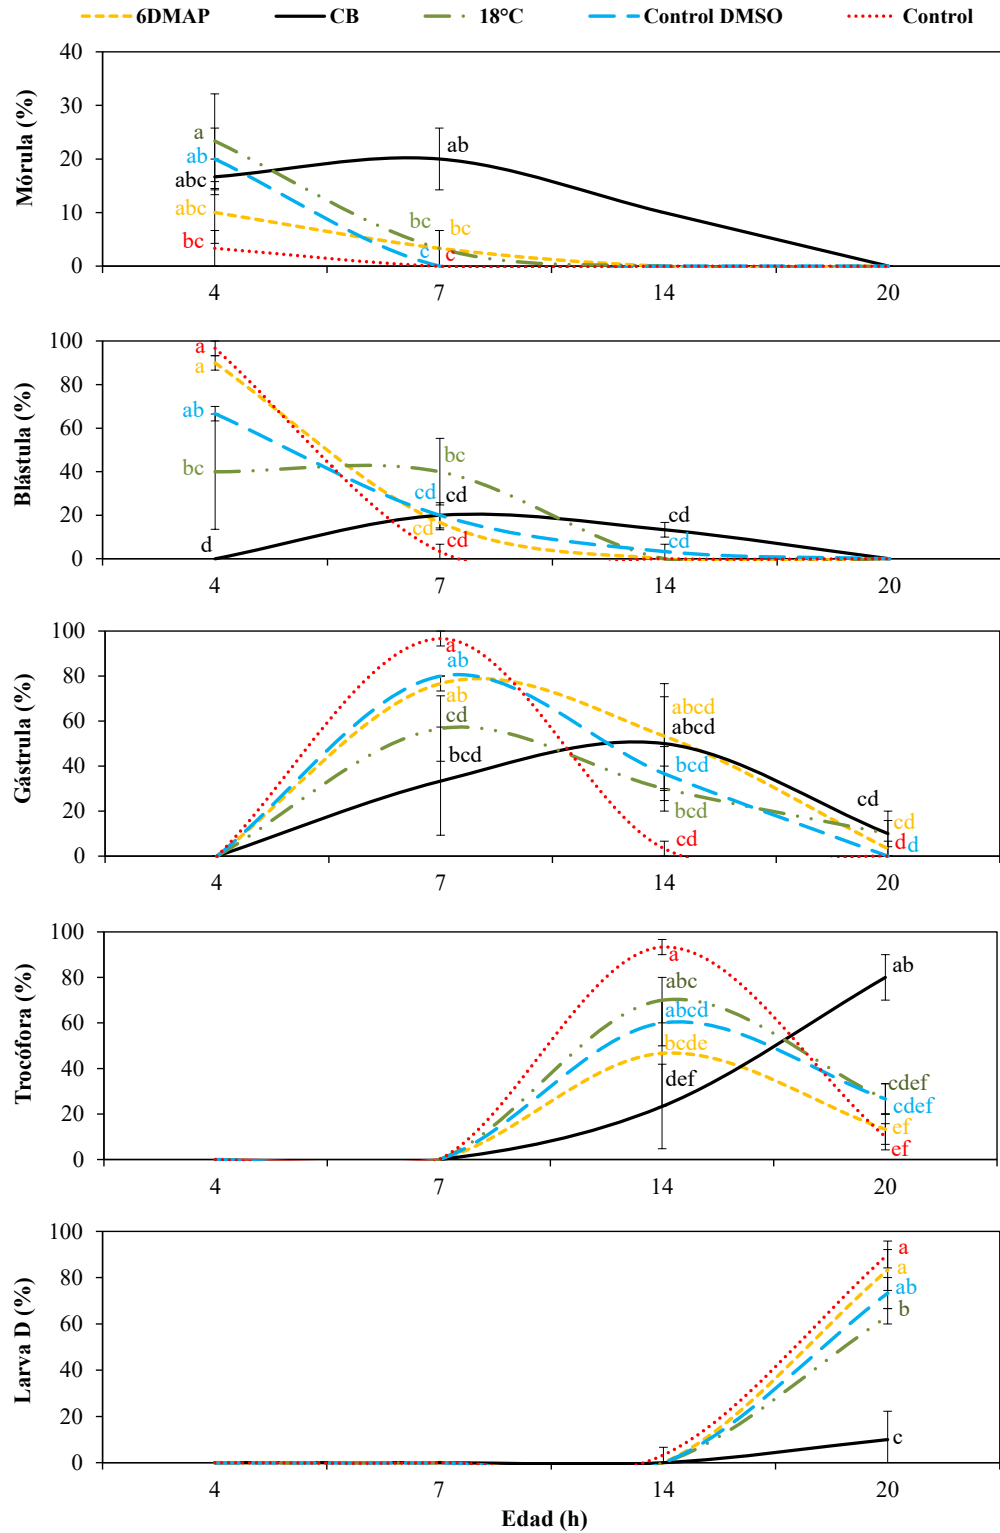 6DMAP CB 18°C Control DMSO Control
Mórula (%)
40
30
20
10
0
a
ab
abc
abc
bc
ab
bc
bc
c
c
4 7 14 20
Blástula (%)
100
80
60
40
20
0
a
a
ab
bc
d
bc
cd
cd
cd
cd
cd
cd
4 7 14 20
Gástrula (%)
100
80
60
40
20
0
a
ab
ab
cd
bcd
abcd
abcd
bcd
bcd
cd
cd
cd
d
d
4 7 14 20
Trocófora (%)
100
80
60
40
20
0
a
abc
abcd
bcde
def
ab
cdef
cdef
ef
ef
4 7 14 20
Larva D (%)
100
80
60
40
20
0
a
a
ab
b
c
4 7 14 20
Edad (h)